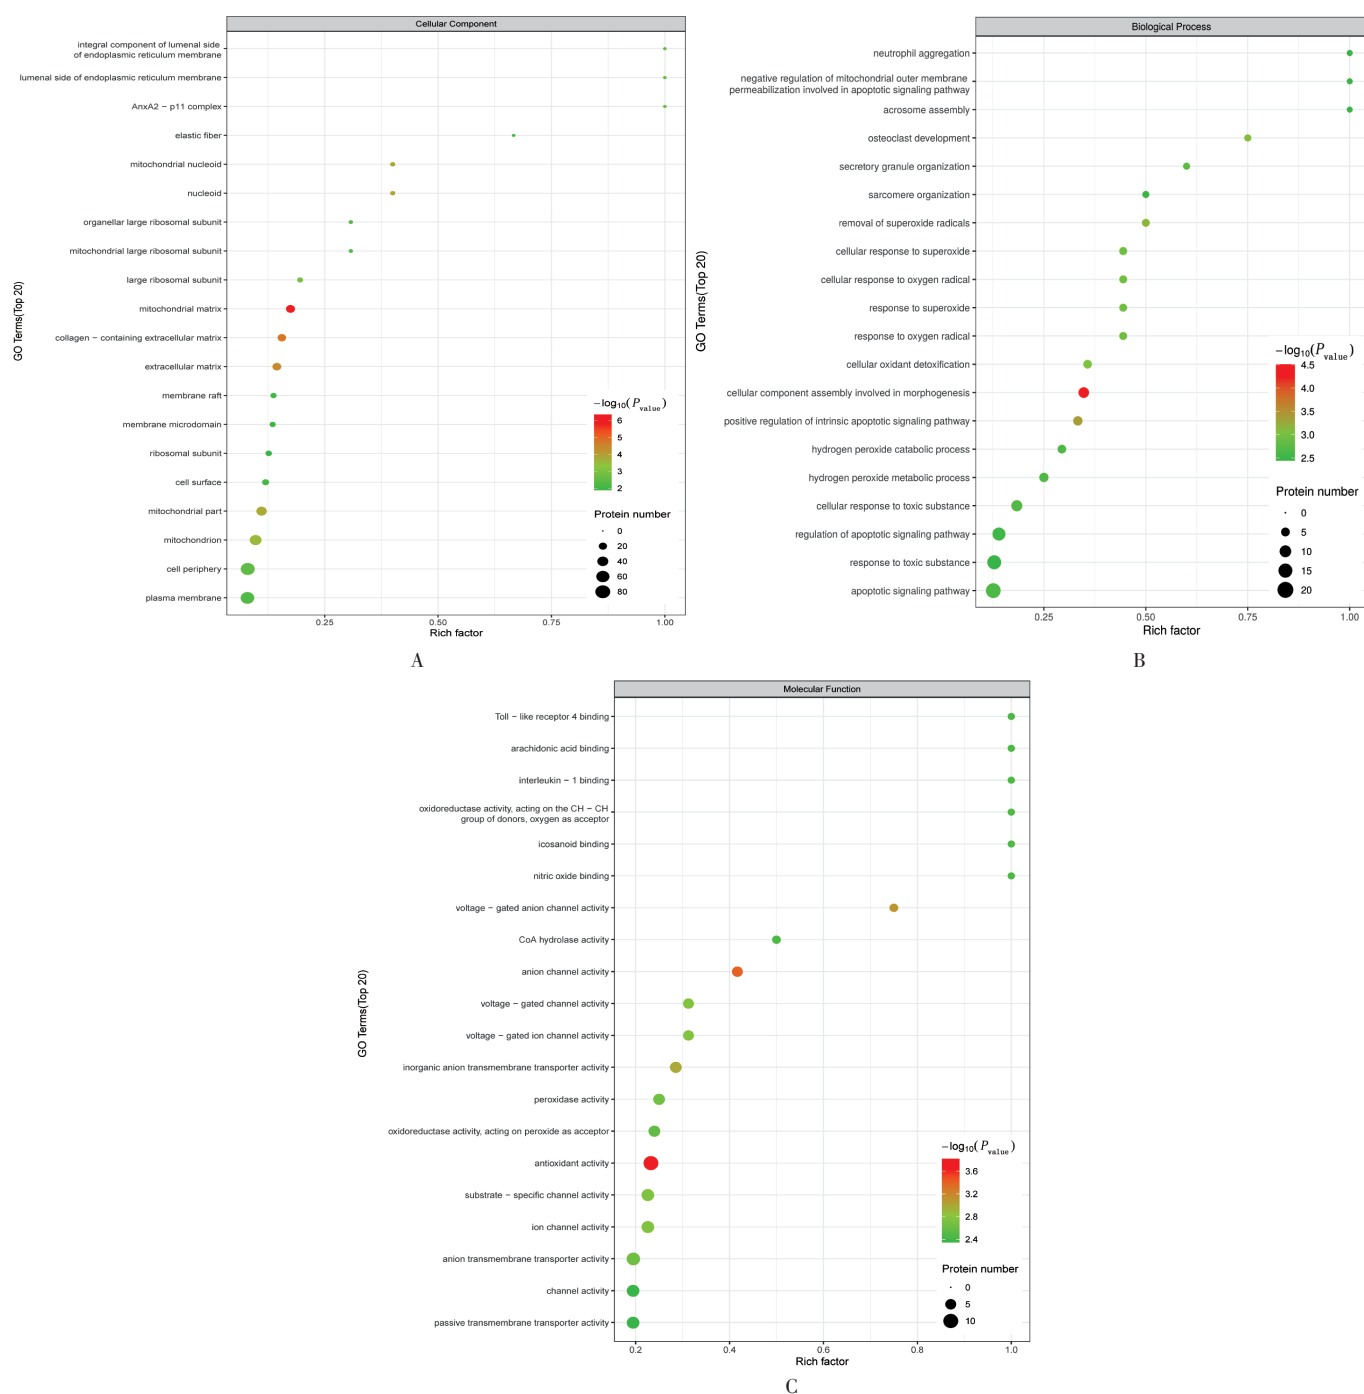 Cellular Component
integral component of lumenal side
of endoplasmic reticulum membrane
lumenal side of endoplasmic reticulum membrane
AnxA2 − p11 complex
elastic fiber
mitochondrial nucleoid
nucleoid
organellar large ribosomal subunit
mitochondrial large ribosomal subunit
large ribosomal subunit
mitochondrial matrix
collagen − containing extracellular matrix
extracellular matrix
membrane raft
membrane microdomain
ribosomal subunit
cell surface
mitochondrial part
mitochondrion
cell periphery
plasma membrane
GO Terms(Top 20)
0.25 0.50 0.75 1.00
Rich factor
−log10(Pvalue)
6
5
4
3
2
Protein number
0
20
40
60
80
A
Biological Process
neutrophil aggregation
negative regulation of mitochondrial outer membrane
permeabilization involved in apoptotic signaling pathway
acrosome assembly
osteoclast development
secretory granule organization
sarcomere organization
removal of superoxide radicals
cellular response to superoxide
cellular response to oxygen radical
response to superoxide
response to oxygen radical
cellular oxidant detoxification
cellular component assembly involved in morphogenesis
positive regulation of intrinsic apoptotic signaling pathway
hydrogen peroxide catabolic process
hydrogen peroxide metabolic process
cellular response to toxic substance
regulation of apoptotic signaling pathway
response to toxic substance
apoptotic signaling pathway
GO Terms(Top 20)
0.25 0.50 0.75 1.00
Rich factor
−log10(Pvalue)
4.5
4.0
3.5
3.0
2.5
Protein number
0
5
10
15
20
B
Molecular Function
Toll − like receptor 4 binding
arachidonic acid binding
interleukin − 1 binding
oxidoreductase activity, acting on the CH − CH
group of donors, oxygen as acceptor
icosanoid binding
nitric oxide binding
voltage − gated anion channel activity
CoA hydrolase activity
anion channel activity
voltage − gated channel activity
voltage − gated ion channel activity
inorganic anion transmembrane transporter activity
peroxidase activity
oxidoreductase activity, acting on peroxide as acceptor
antioxidant activity
substrate − specific channel activity
ion channel activity
anion transmembrane transporter activity
channel activity
passive transmembrane transporter activity
GO Terms(Top 20)
0.2 0.4 0.6 0.8 1.0
Rich factor
−log10(Pvalue)
3.6
3.2
2.8
2.4
Protein number
0
5
10
C